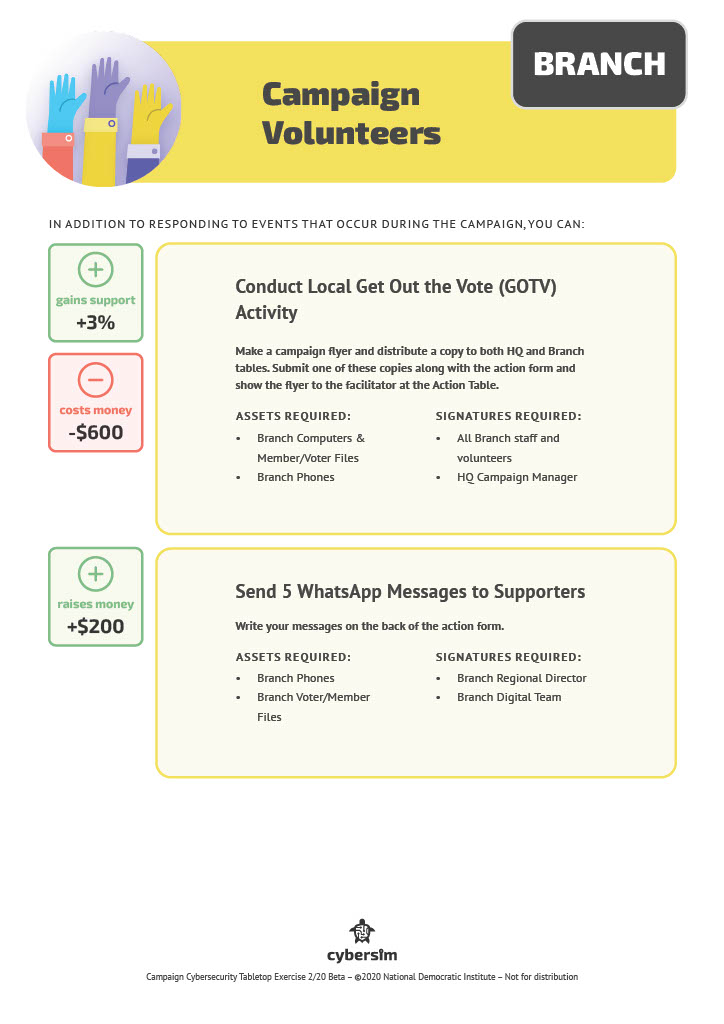 BRANCH
Campaign
Volunteers
IN ADDITION TO RESPONDING TO EVENTS THAT OCCUR DURING THE CAMPAIGN, YOU CAN:
gains support
+3%
costs money
-$600
Conduct Local Get Out the Vote (GOTV)
Activity
Make a campaign flyer and distribute a copy to both HQ and Branch
tables. Submit one of these copies along with the action form and
show the flyer to the facilitator at the Action Table.
ASSETS REQUIRED:
• Branch Computers &
Member/Voter Files
• Branch Phones
SIGNATURES REQUIRED:
• All Branch staff and
volunteers
• HQ Campaign Manager
raises money
+$200
Send 5 WhatsApp Messages to Supporters
Write your messages on the back of the action form.
ASSETS REQUIRED:
• Branch Phones
• Branch Voter/Member
Files
SIGNATURES REQUIRED:
• Branch Regional Director
• Branch Digital Team
cybersim
Campaign Cybersecurity Tabletop Exercise 2/20 Beta – ©2020 National Democratic Institute – Not for distribution